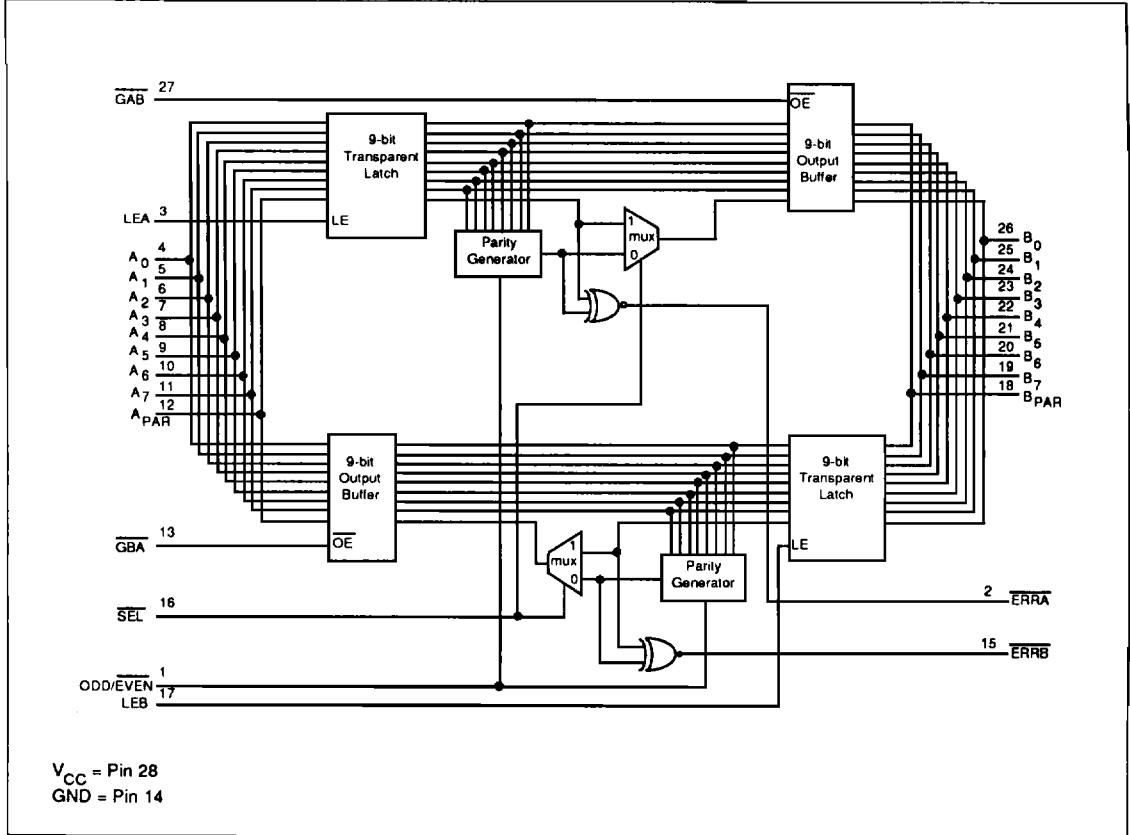 27
GAB
OE
9-bit
Transparent
Latch
9-bit
Output
Buffer
3
LEA
LE
1
mux
0
Parity
Generator
4
A0
5
A1
6
A2
7
A3
8
A4
9
A5
10
A6
11
A7
12
APAR
26
B0
25
B1
24
B2
23
B3
22
B4
21
B5
20
B6
19
B7
18
BPAR
9-bit
Output
Buffer
OE
9-bit
Transparent
Latch
LE
13
GBA
1
mux
0
Parity
Generator
16
SEL
2
ERRA
15
ERRB
1
ODD/EVEN
17
LEB
VCC = Pin 28
GND = Pin 14